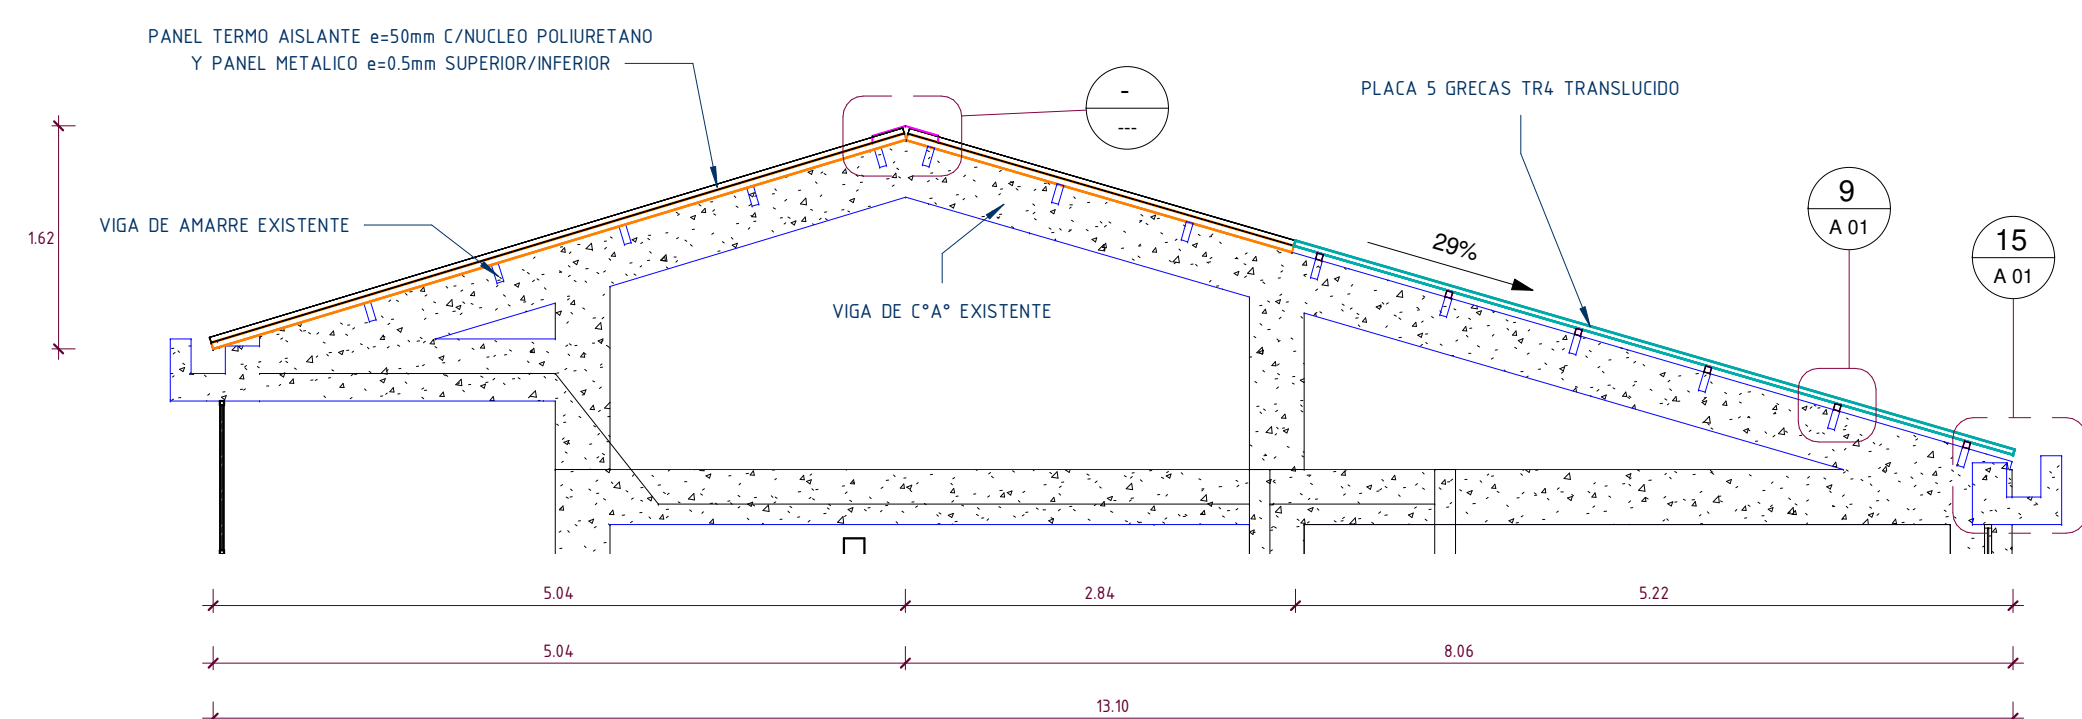 PANEL TERMO AISLANTE e=50mm C/NUCLEO POLIURETANO
Y PANEL METALICO e=0.5mm SUPERIOR/INFERIOR
-
---
PLACA 5 GRECAS TR4 TRANSLUCIDO
9
A 01
15
A 01
VIGA DE AMARRE EXISTENTE
1.62
29%
VIGA DE C°A° EXISTENTE
5.04
2.84
5.22
5.04
8.06
13.10